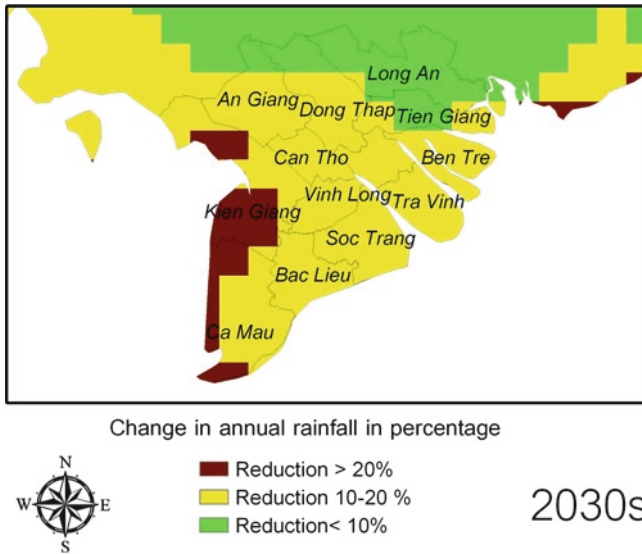 Long An
An Giang
Dong Thap
Tien Giang
Can Tho
Ben Tre
Vinh Long
Tra Vinh
Kien Giang
Soc Trang
Bac Lieu
Ca Mau
Change in annual rainfall in percentage
N
W E
S
Reduction > 20%
Reduction 10-20 %
Reduction< 10%
2030s